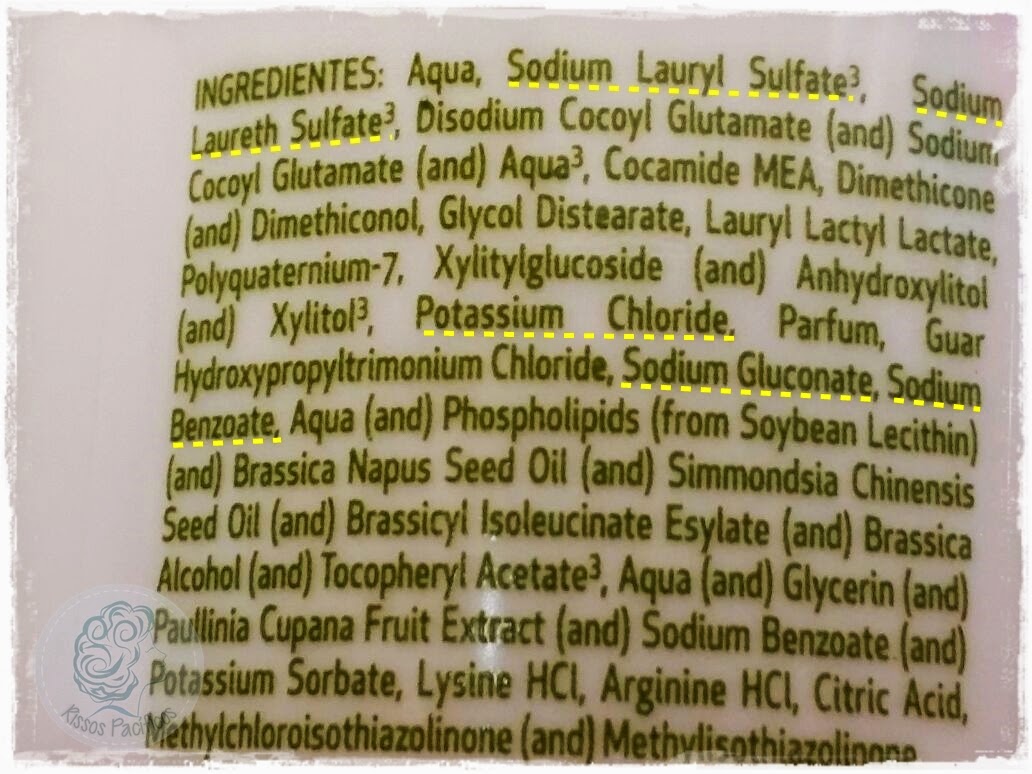 INGREDIENTES: Aqua, Sodium Lauryl Sulfate³, Sodium
Laureth Sulfate³, Disodium Cocoyl Glutamate (and) Sodium
Cocoyl Glutamate (and) Aqua³, Cocamide MEA, Dimethicone
(and) Dimethiconol, Glycol Distearate, Lauryl Lactyl Lactate,
Polyquaternium-7, Xylitylglucoside (and) Anhydroxylitol
(and) Xylitol³, Potassium Chloride, Parfum, Guar
Hydroxypropyltrimonium Chloride, Sodium Gluconate, Sodium
Benzoate, Aqua (and) Phospholipids (from Soybean Lecithin)
(and) Brassica Napus Seed Oil (and) Simmondsia Chinensis
Seed Oil (and) Brassicyl Isoleucinate Esylate (and) Brassica
Alcohol (and) Tocopheryl Acetate³, Aqua (and) Glycerin (and)
Paullinia Cupana Fruit Extract (and) Sodium Benzoate (and)
Potassium Sorbate, Lysine HCl, Arginine HCl, Citric Acid,
Methylchloroisothiazolinone (and) Methylisothiazolinone
Rissos